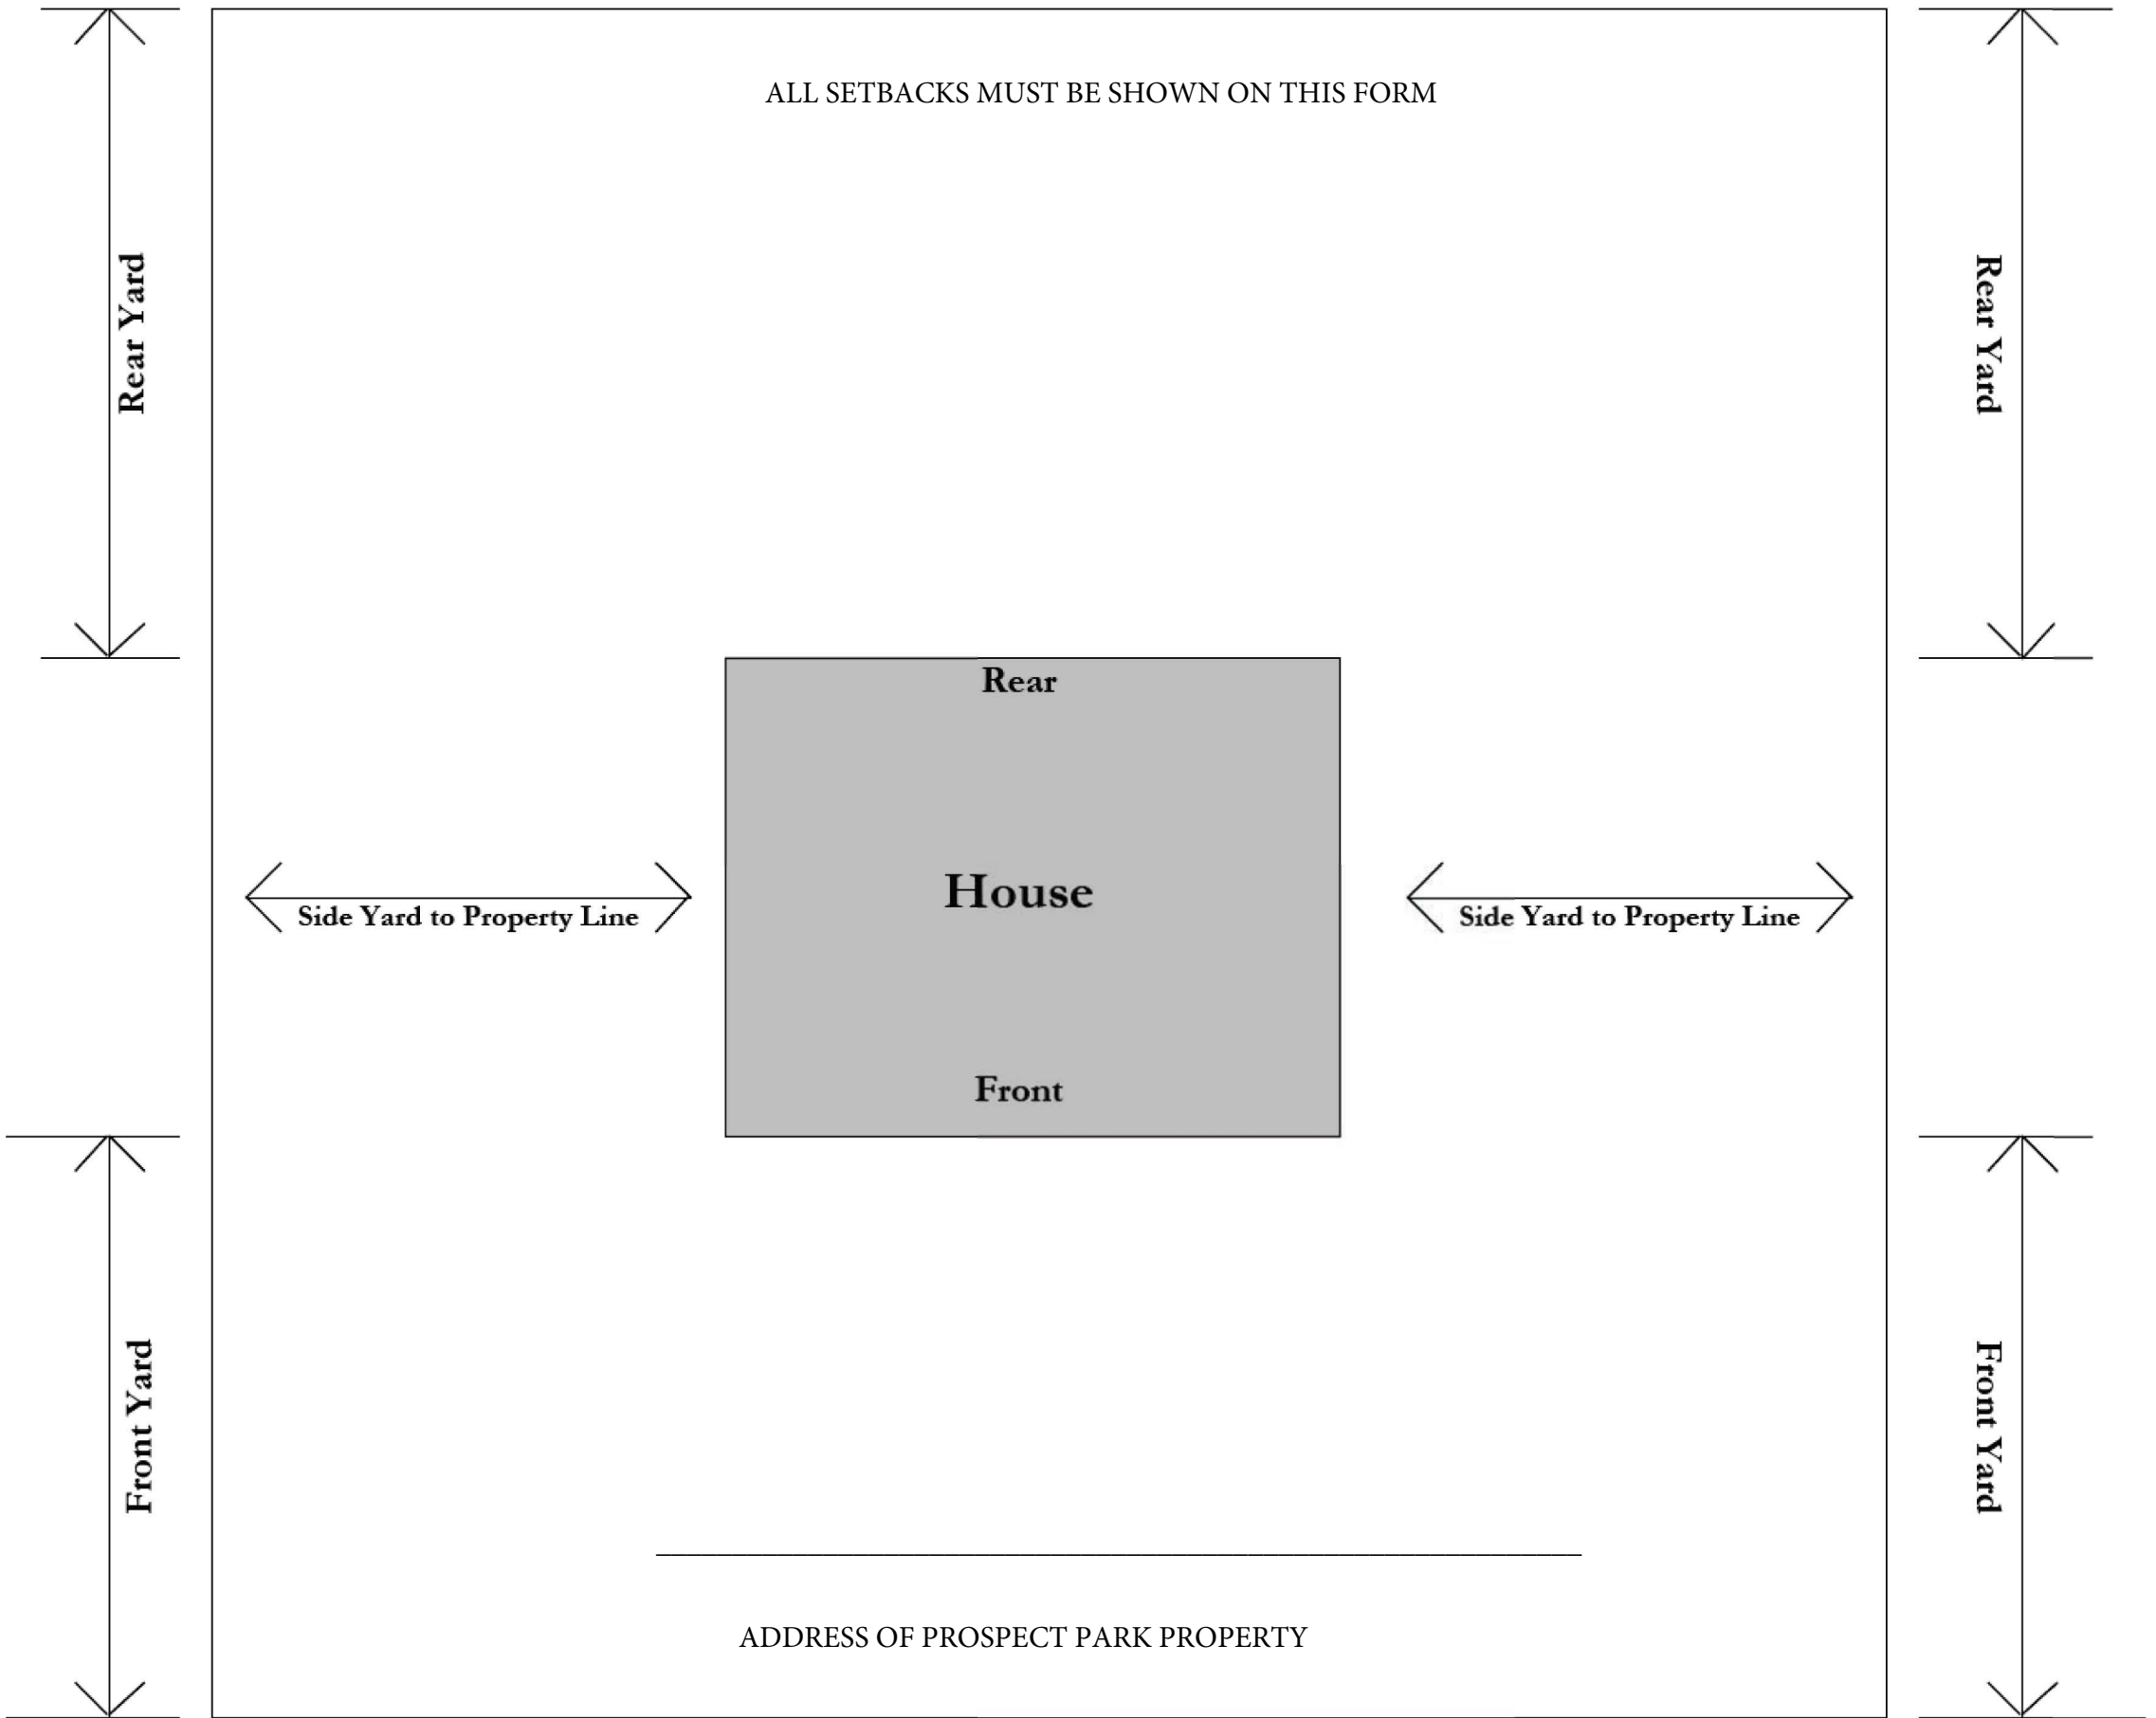 ALL SETBACKS MUST BE SHOWN ON THIS FORM
Rear Yard
Rear Yard
Rear
House
Side Yard to Property Line
Side Yard to Property Line
Front
Front Yard
Front Yard
ADDRESS OF PROSPECT PARK PROPERTY